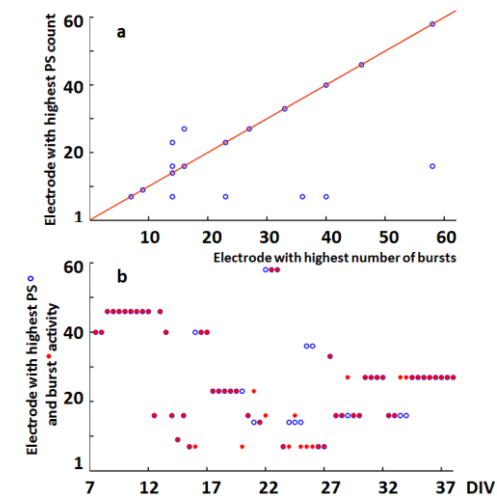 Electrode with highest PS count
60
40
20
1
a
10 20 30 40 50 60
Electrode with highest number of bursts
Electrode with highest PS
and burst activity
60
40
20
1
b
7 12 17 22 27 32 37 DIV